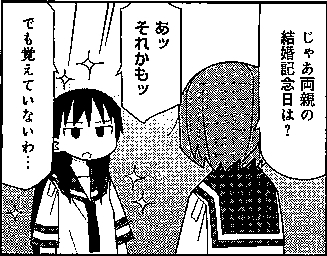 じゃあ両親の
結婚記念日は？
あッ
それかもッ
でも覚えていないわ…